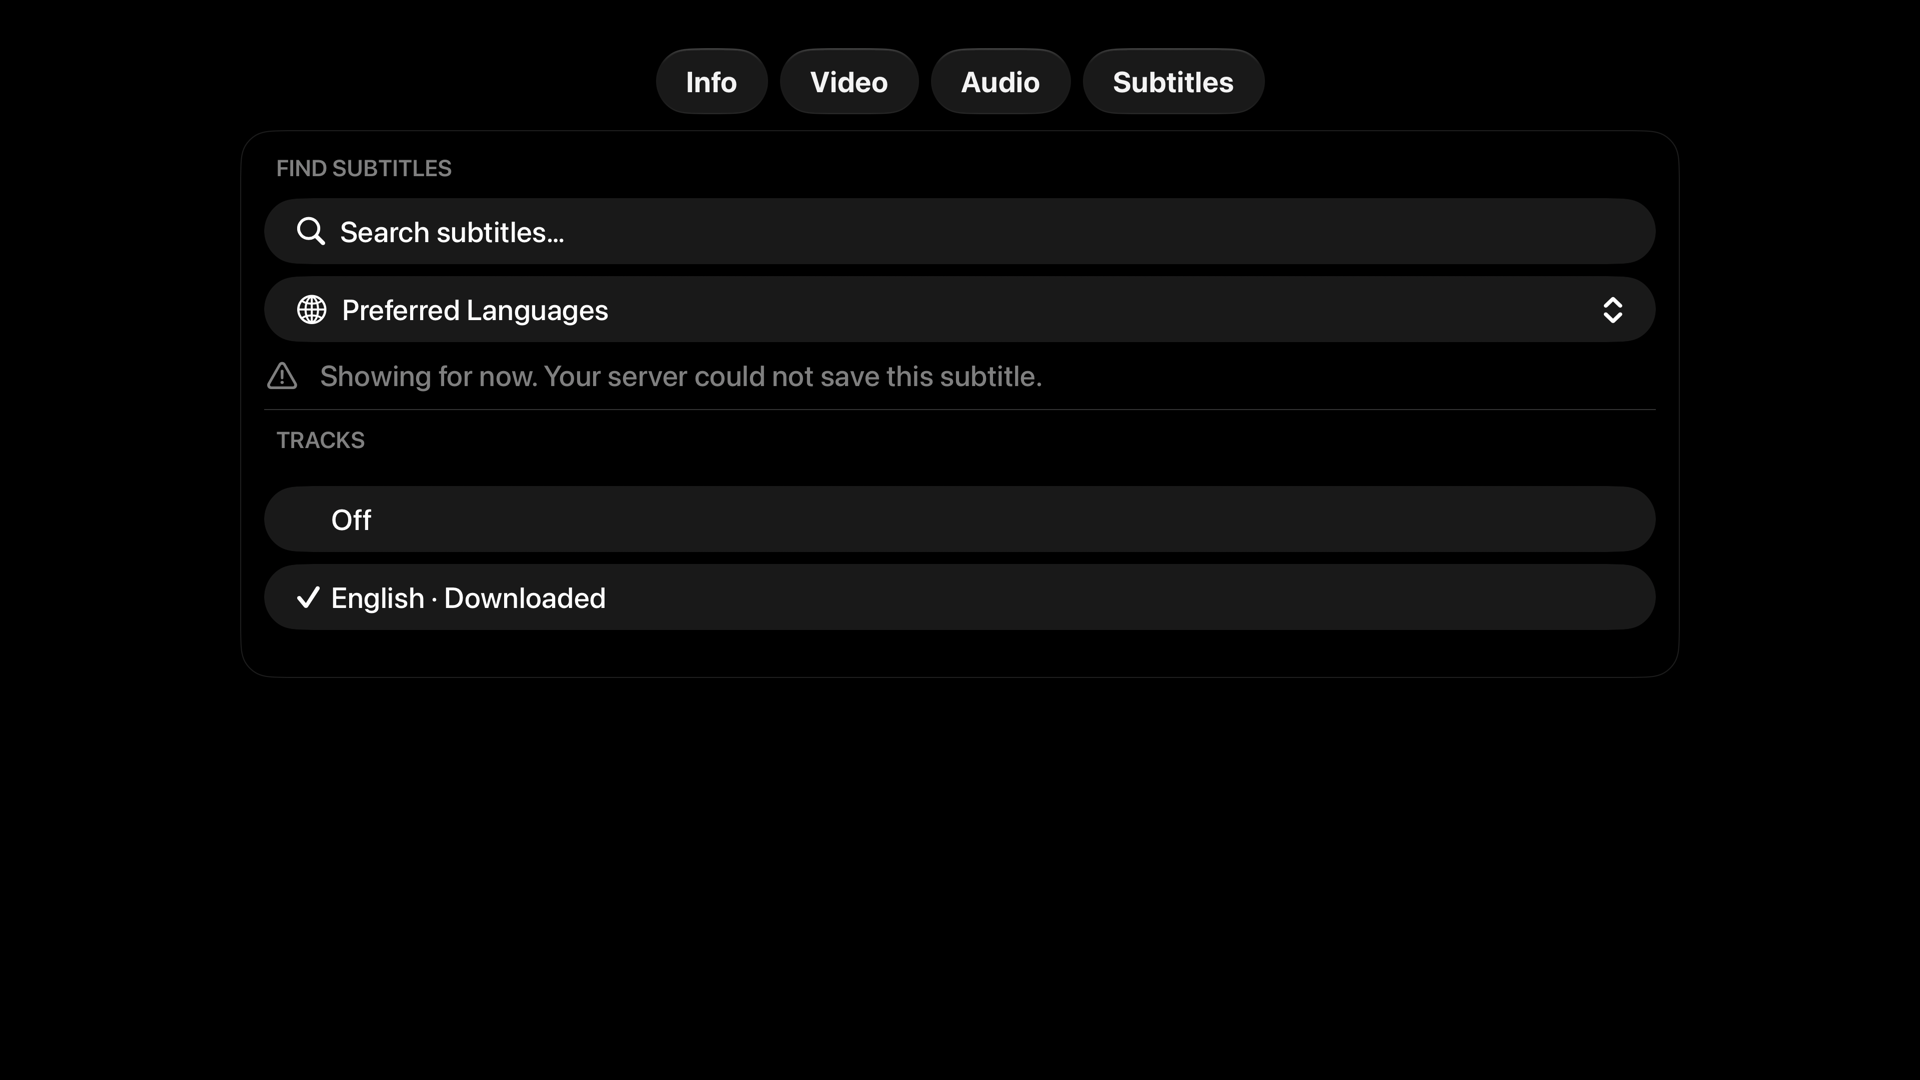 Info
Video
Audio
Subtitles
FIND SUBTITLES
Search subtitles...
Preferred Languages
Showing for now. Your server could not save this subtitle.
TRACKS
Off
English · Downloaded